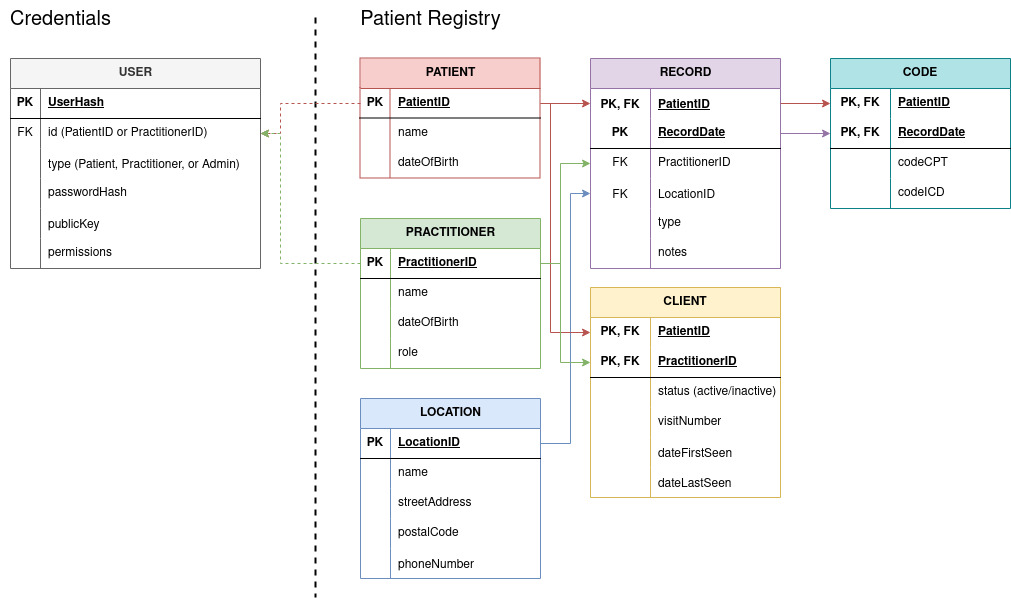 Credentials
Patient Registry
USER
PK UserHash
FK id (PatientID or PractitionerID)
type (Patient, Practitioner, or Admin)
passwordHash
publicKey
permissions
PATIENT
PK PatientID
name
dateOfBirth
PRACTITIONER
PK PractitionerID
name
dateOfBirth
role
LOCATION
PK LocationID
name
streetAddress
postalCode
phoneNumber
RECORD
PK, FK PatientID
PK RecordDate
FK PractitionerID
FK LocationID
type
notes
CLIENT
PK, FK PatientID
PK, FK PractitionerID
status (active/inactive)
visitNumber
dateFirstSeen
dateLastSeen
CODE
PK, FK PatientID
PK, FK RecordDate
codeCPT
codeICD